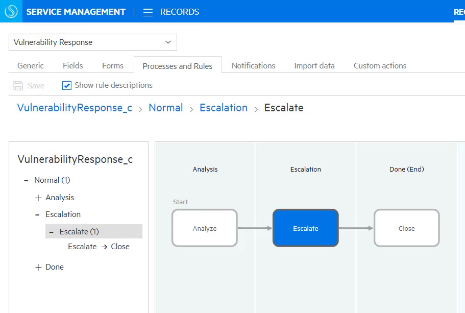 SERVICE MANAGEMENT RECORDS
Vulnerability Response
Generic Fields Forms Processes and Rules Notifications Import data Custom actions
Save Show rule descriptions
VulnerabilityResponse_c > Normal > Escalation > Escalate
VulnerabilityResponse_c
Normal (1)
Analysis
Escalation
Escalate (1)
Escalate → Close
Done
Analysis Escalation Done (End)
Start
Analyze Escalate Close